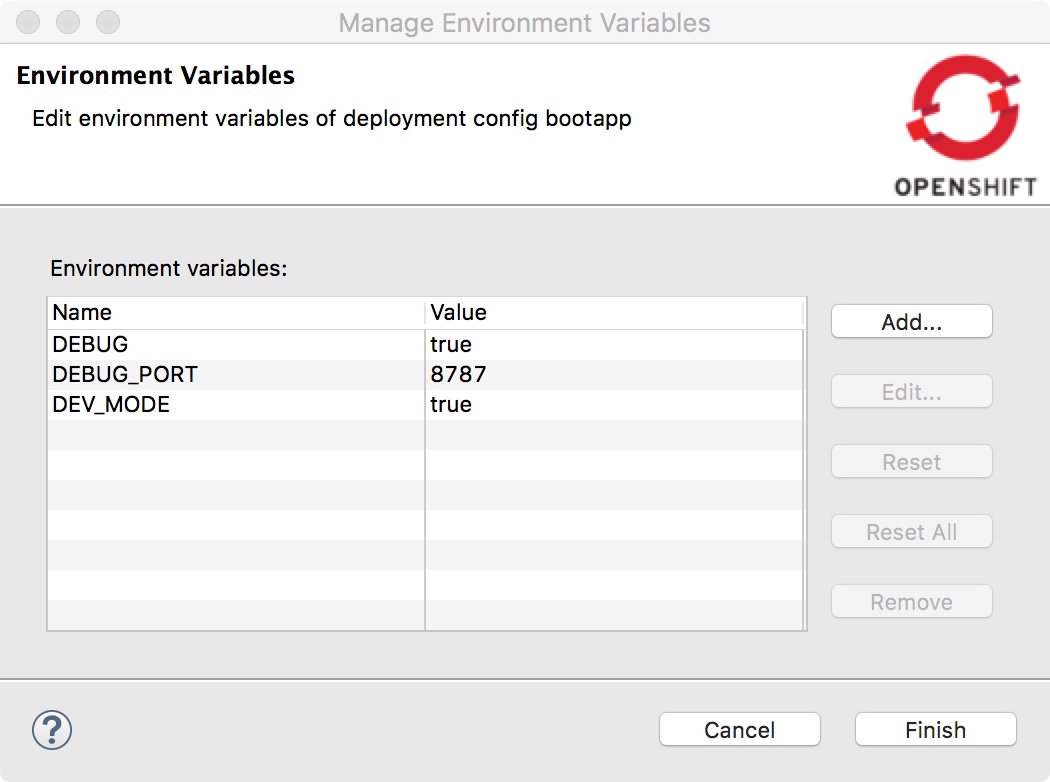 Manage Environment Variables
Environment Variables
Edit environment variables of deployment config bootapp
OPENSHIFT
Environment variables:
Name Value
DEBUG true
DEBUG_PORT 8787
DEV_MODE true
Add...
Edit...
Reset
Reset All
Remove
?
Cancel Finish